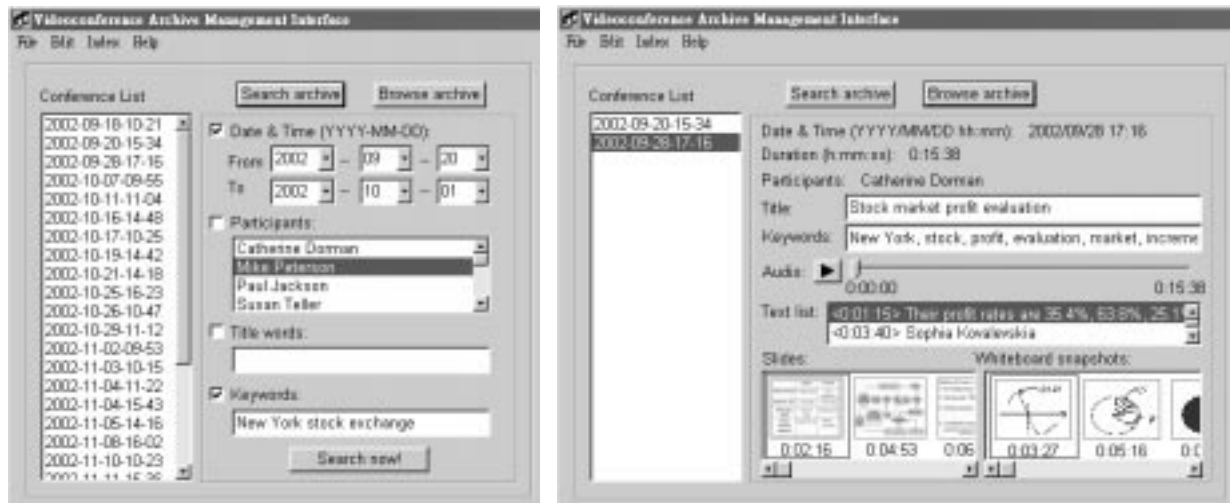 Videoconference Archive Management Interface
File Edit Index Help
Conference List
Search archive Browse archive
2002-09-18-10-21
2002-09-20-15-34
2002-09-28-17-16
2002-10-07-09-55
2002-10-11-11-04
2002-10-16-14-48
2002-10-17-10-25
2002-10-19-14-42
2002-10-21-14-18
2002-10-25-16-23
2002-10-26-10-47
2002-10-29-11-12
2002-11-02-09-53
2002-11-03-10-15
2002-11-04-11-22
2002-11-04-15-43
2002-11-05-14-16
2002-11-08-16-02
2002-11-10-10-23
2002-11-11-15-36
Date & Time (YYYY-MM-DD):
From 2002 – 09 – 20
To 2002 – 10 – 01
Participants:
Catherine Dorman
Mike Peterson
Paul Jackson
Susan Teller
Title words:
Keywords:
New York stock exchange
Search now!
Videoconference Archive Management Interface
File Edit Index Help
Conference List
Search archive Browse archive
2002-09-20-15-34
2002-09-28-17-16
Date & Time (YYYY/MM/DD hh:mm): 2002/09/28 17:16
Duration (h:mm:ss): 0:15:38
Participants: Catherine Dorman
Title: Stock market profit evaluation
Keywords: New York, stock, profit, evaluation, market, increme
Audio: 0:00:00 0:15:38
Text list: <0:01:15> Their profit rates are 35.4%, 63.8%, 25.1
<0:03:40> Sophia Kovalevskia
Slides: Whiteboard snapshots:
0:02:16 0:04:53 0:06 0:03:27 0:05:16 0:0